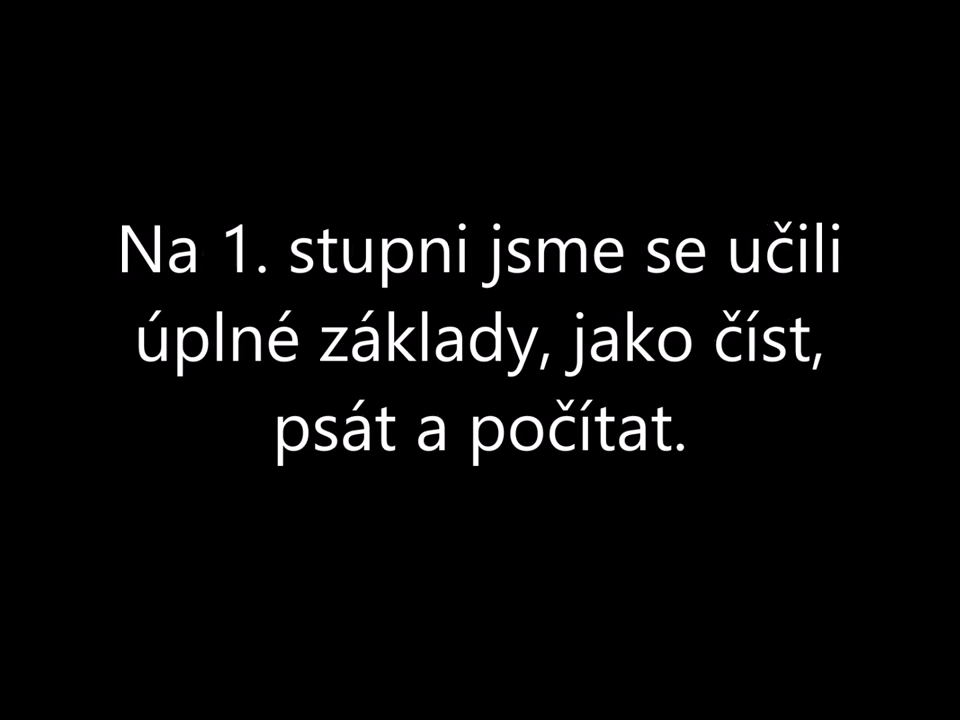 Na 1. stupni jsme se učili
úplné základy, jako číst,
psát a počítat.